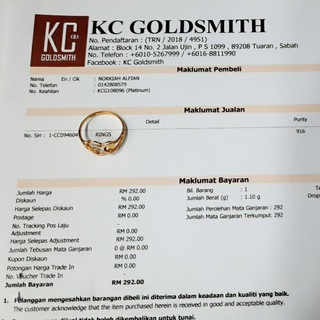 KC
GOLDSMITH
KC GOLDSMITH
No. Pendaftaran : (TRN / 2018 / 4951)
Alamat : Block 14 No. 2 Jalan Ujin , P S 1099 , 89208 Tuaran, Sabah
No. Telefon : +6010-5267999 / +6016-8811990
Facebook : KC Goldsmith
Maklumat Pembeli
Nama En / Cik : NORKIAH ALFIAN
No. Telefon : 0142808579
No. Keahlian : KCG108096 (Platinum)
Maklumat Jualan
Detail Purity
No. Siri : 1-CC094604 RINGS 916
Maklumat Bayaran
Jumlah Harga RM 292.00 Bil. Barang : 1
Diskaun % 0.00 Jumlah Berat (g) : 1.10 g
Harga Selepas Diskaun RM 292.00 Jumlah Perolehan Mata Ganjaran : 292
Postage RM 0.00 Jumlah Mata Ganjaran Terkumpul : 292
No. Tracking Pos Laju
Adjustment RM 0.00
Harga Selepas Adjustment RM 292.00
Jumlah Tebusan Mata Ganjaran 0 @ RM 0.00
Kupon Diskaun RM 0.00
Potongan Harga Trade In RM 0.00
No. Voucher Trade In -
Jumlah Bayaran RM 292.00
1. Pelanggan mengesahkan barangan dibeli ini diterima dalam keadaan dan kualiti yang baik.
The customer acknowledge that the item purchased herein is received in good and acceptable quality.
tidak boleh dikembalikan untuk tunai.